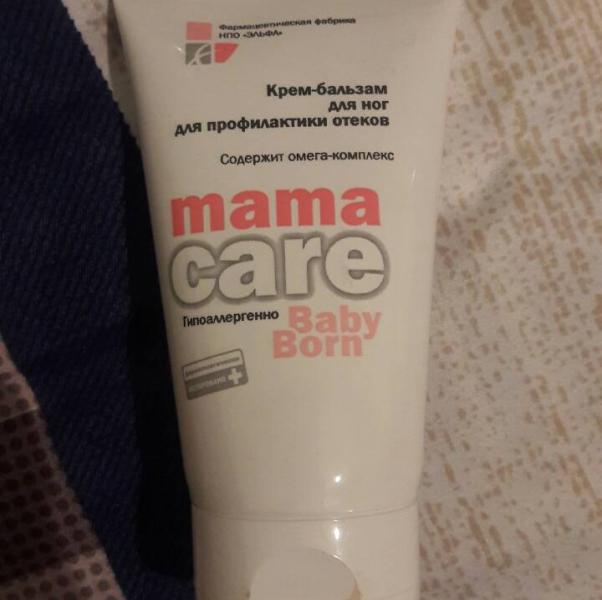 Фармацевтическая фабрика
НПО «ЭЛЬФА»
Крем-бальзам
для ног
для профилактики отеков
Содержит омега-комплекс
mama
care
Гипоаллергенно
Baby
Born